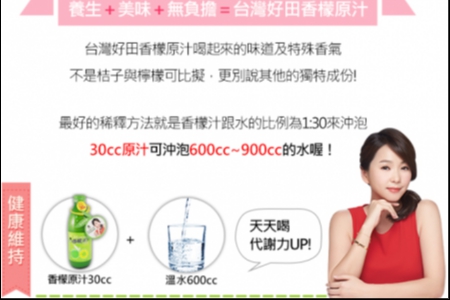 養生+美味+無負擔=台灣好田香檬原汁
台灣好田香檬原汁喝起來的味道及特殊香氣
不是桔子與檸檬可比擬，更別說其他的獨特成份!
最好的稀釋方法就是香檬汁跟水的比例為1:30來沖泡
30cc原汁可沖泡600cc~900cc的水喔！
健康維持
天天喝
代謝力UP!
+
香檬原汁30cc
溫水600cc